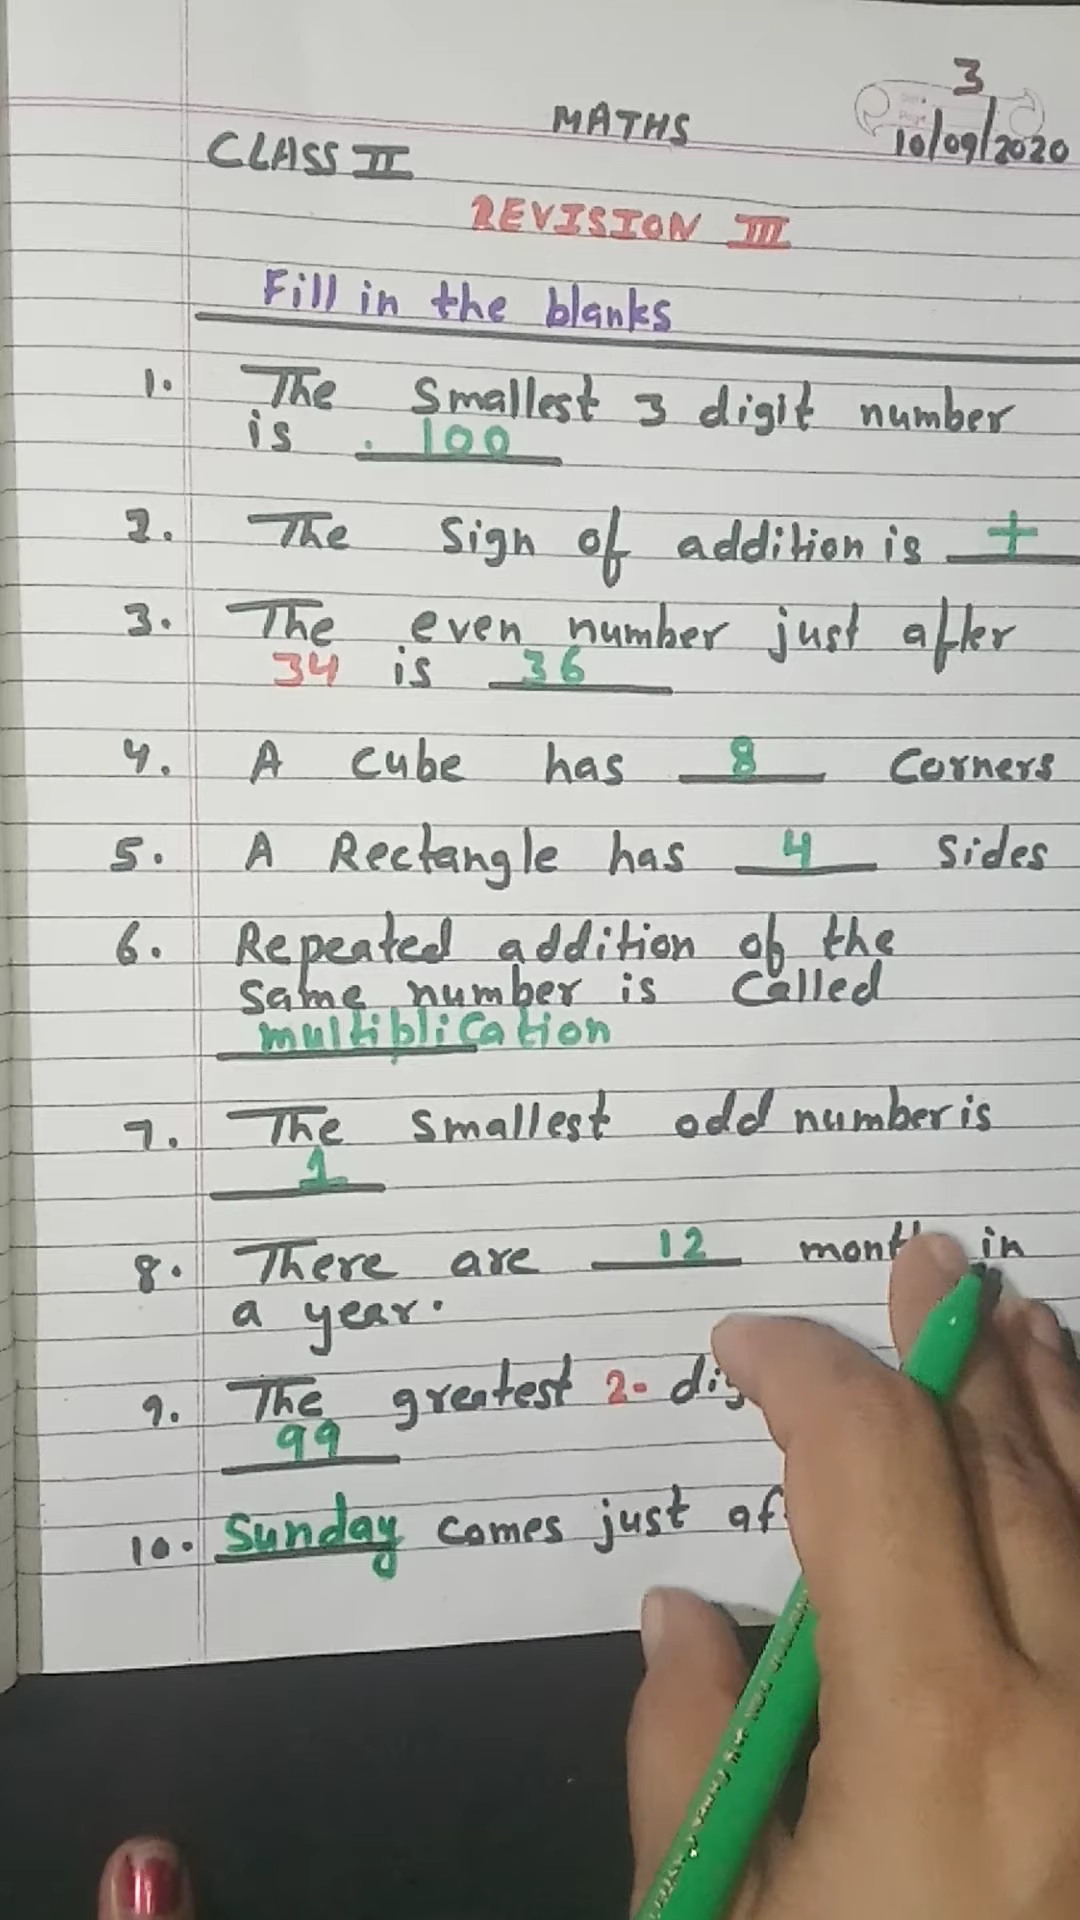 3
MATHS
10/09/2020
CLASS II
REVISION III
Fill in the blanks
1. The Smallest 3 digit number
is 100
2. The Sign of addition is +
3. The even number just after
34 is 36
4. A cube has 8 Corners
5. A Rectangle has 4 Sides
6. Repeated addition of the
Same number is Called
multiplication
7. The Smallest odd number is
1
8. There are 12 month in
a year.
9. The greatest 2-
99
10. Sunday comes just